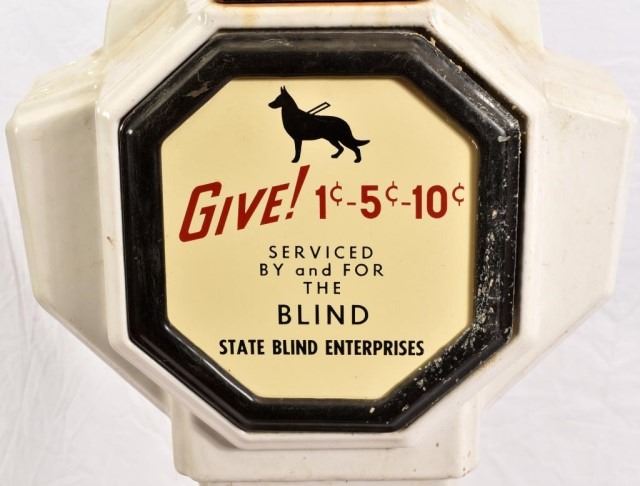 GIVE! 1¢-5¢-10¢
SERVICED
BY and FOR
THE
BLIND
STATE BLIND ENTERPRISES